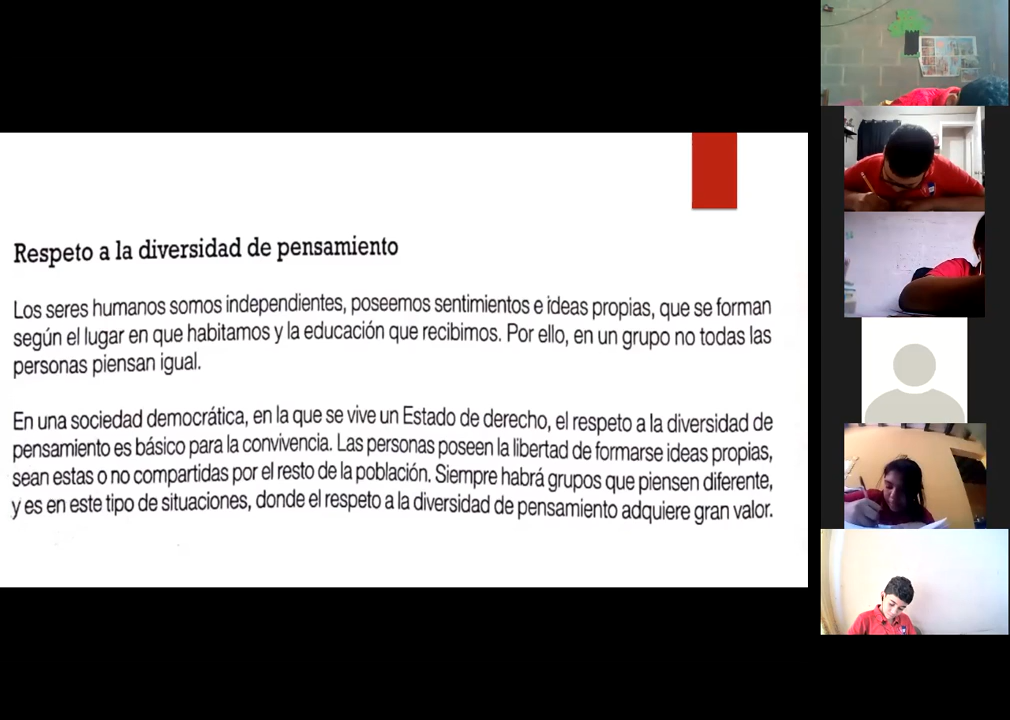 Respeto a la diversidad de pensamiento
Los seres humanos somos independientes, poseemos sentimientos e ideas propias, que se forman
según el lugar en que habitamos y la educación que recibimos. Por ello, en un grupo no todas las
personas piensan igual.
En una sociedad democrática, en la que se vive un Estado de derecho, el respeto a la diversidad de
pensamiento es básico para la convivencia. Las personas poseen la libertad de formarse ideas propias,
sean estas o no compartidas por el resto de la población. Siempre habrá grupos que piensen diferente,
y es en este tipo de situaciones, donde el respeto a la diversidad de pensamiento adquiere gran valor.